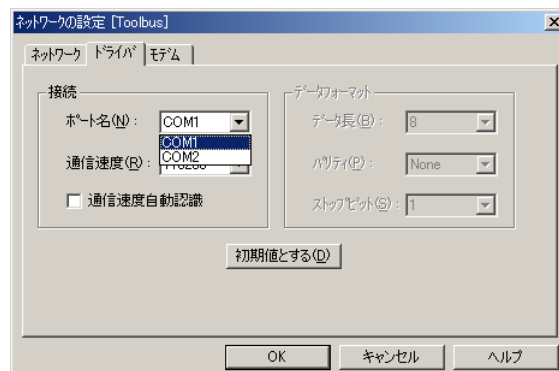 ネットワークの設定 [Toolbus]
ネットワーク ドライバ モデム
接続
ポート名(N): COM1
COM1
COM2
通信速度(R):
通信速度自動認識
データフォーマット
データ長(B): 8
パリティ(P): None
ストップビット(S): 1
初期値とする(D)
OK キャンセル ヘルプ